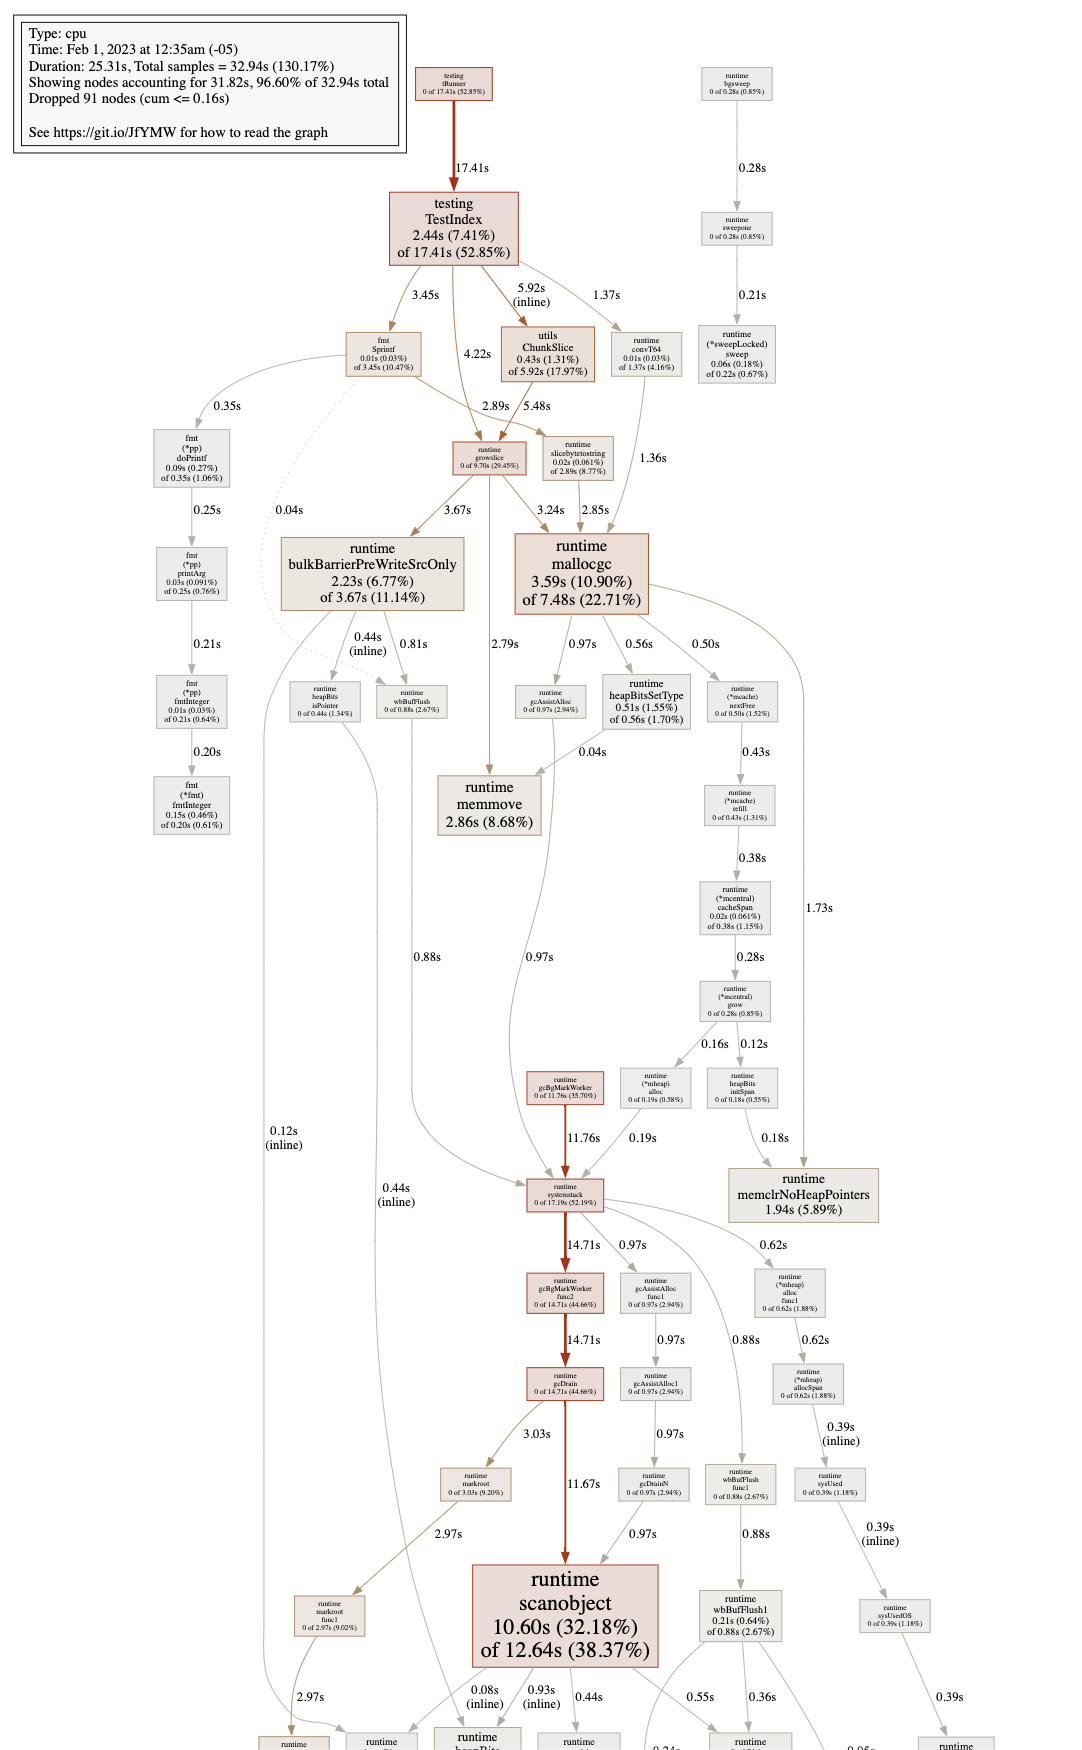 Type: cpu
Time: Feb 1, 2023 at 12:35am (-05)
Duration: 25.31s, Total samples = 32.94s (130.17%)
Showing nodes accounting for 31.82s, 96.60% of 32.94s total
Dropped 91 nodes (cum <= 0.16s)
See https://git.io/JfYMW for how to read the graph
testing
tRunner
0 of 17.41s (52.85%)
runtime
bgsweep
0 of 0.28s (0.85%)
17.41s
0.28s
testing
TestIndex
2.44s (7.41%)
of 17.41s (52.85%)
runtime
sweepone
0 of 0.28s (0.85%)
3.45s
4.22s
5.92s
(inline)
1.37s
0.21s
fmt
Sprintf
0.01s (0.03%)
of 3.45s (10.47%)
utils
ChunkSlice
0.43s (1.31%)
of 5.92s (17.97%)
runtime
convT64
0.01s (0.03%)
of 1.37s (4.16%)
runtime
(*sweepLocked)
sweep
0.06s (0.18%)
of 0.22s (0.67%)
0.35s
0.04s
2.89s
5.48s
1.36s
fmt
(*pp)
doPrintf
0.09s (0.27%)
of 0.35s (1.06%)
runtime
growslice
0 of 9.70s (29.45%)
runtime
slicebytetostring
0.02s (0.061%)
of 2.89s (8.77%)
0.25s
3.67s
2.79s
3.24s
2.85s
fmt
(*pp)
printArg
0.03s (0.091%)
of 0.25s (0.76%)
runtime
bulkBarrierPreWriteSrcOnly
2.23s (6.77%)
of 3.67s (11.14%)
runtime
mallocgc
3.59s (10.90%)
of 7.48s (22.71%)
0.21s
0.12s
(inline)
0.44s
(inline)
0.81s
0.97s
0.56s
0.50s
1.73s
fmt
(*pp)
fmtInteger
0.01s (0.03%)
of 0.21s (0.64%)
runtime
heapBits
isPointer
0 of 0.44s (1.34%)
runtime
wbBufFlush
0 of 0.88s (2.67%)
runtime
gcAssistAlloc
0 of 0.97s (2.94%)
runtime
heapBitsSetType
0.51s (1.55%)
of 0.56s (1.70%)
runtime
(*mcache)
nextFree
0 of 0.50s (1.52%)
0.20s
0.44s
(inline)
0.88s
0.97s
0.04s
0.43s
fmt
(*fmt)
fmtInteger
0.15s (0.46%)
of 0.20s (0.61%)
runtime
memmove
2.86s (8.68%)
runtime
(*mcache)
refill
0 of 0.43s (1.31%)
0.38s
runtime
(*mcentral)
cacheSpan
0.02s (0.061%)
of 0.38s (1.15%)
0.28s
runtime
(*mcentral)
grow
0 of 0.28s (0.85%)
0.16s
0.12s
runtime
gcBgMarkWorker
0 of 11.76s (35.70%)
runtime
(*mheap)
alloc
0 of 0.19s (0.58%)
runtime
heapBits
initSpan
0 of 0.18s (0.55%)
11.76s
0.19s
0.18s
runtime
systemstack
0 of 17.19s (52.19%)
runtime
memclrNoHeapPointers
1.94s (5.89%)
14.71s
0.97s
0.88s
0.62s
runtime
gcBgMarkWorker
func2
0 of 14.71s (44.66%)
runtime
gcAssistAlloc
func1
0 of 0.97s (2.94%)
runtime
(*mheap)
alloc
func1
0 of 0.62s (1.88%)
14.71s
0.97s
0.62s
runtime
gcDrain
0 of 14.71s (44.66%)
runtime
gcAssistAlloc1
0 of 0.97s (2.94%)
runtime
(*mheap)
allocSpan
0 of 0.62s (1.88%)
3.03s
11.67s
0.97s
0.39s
(inline)
runtime
markroot
0 of 3.03s (9.20%)
runtime
gcDrainN
0 of 0.97s (2.94%)
runtime
wbBufFlush
func1
0 of 0.88s (2.67%)
runtime
sysUsed
0 of 0.39s (1.18%)
2.97s
0.97s
0.88s
0.39s
(inline)
runtime
markroot
func1
0 of 2.97s (9.02%)
runtime
scanobject
10.60s (32.18%)
of 12.64s (38.37%)
runtime
wbBufFlush1
0.21s (0.64%)
of 0.88s (2.67%)
runtime
sysUsedOS
0 of 0.39s (1.18%)
2.97s
0.08s
(inline)
0.93s
(inline)
0.44s
0.55s
0.36s
0.39s
runtime
runtime
runtime